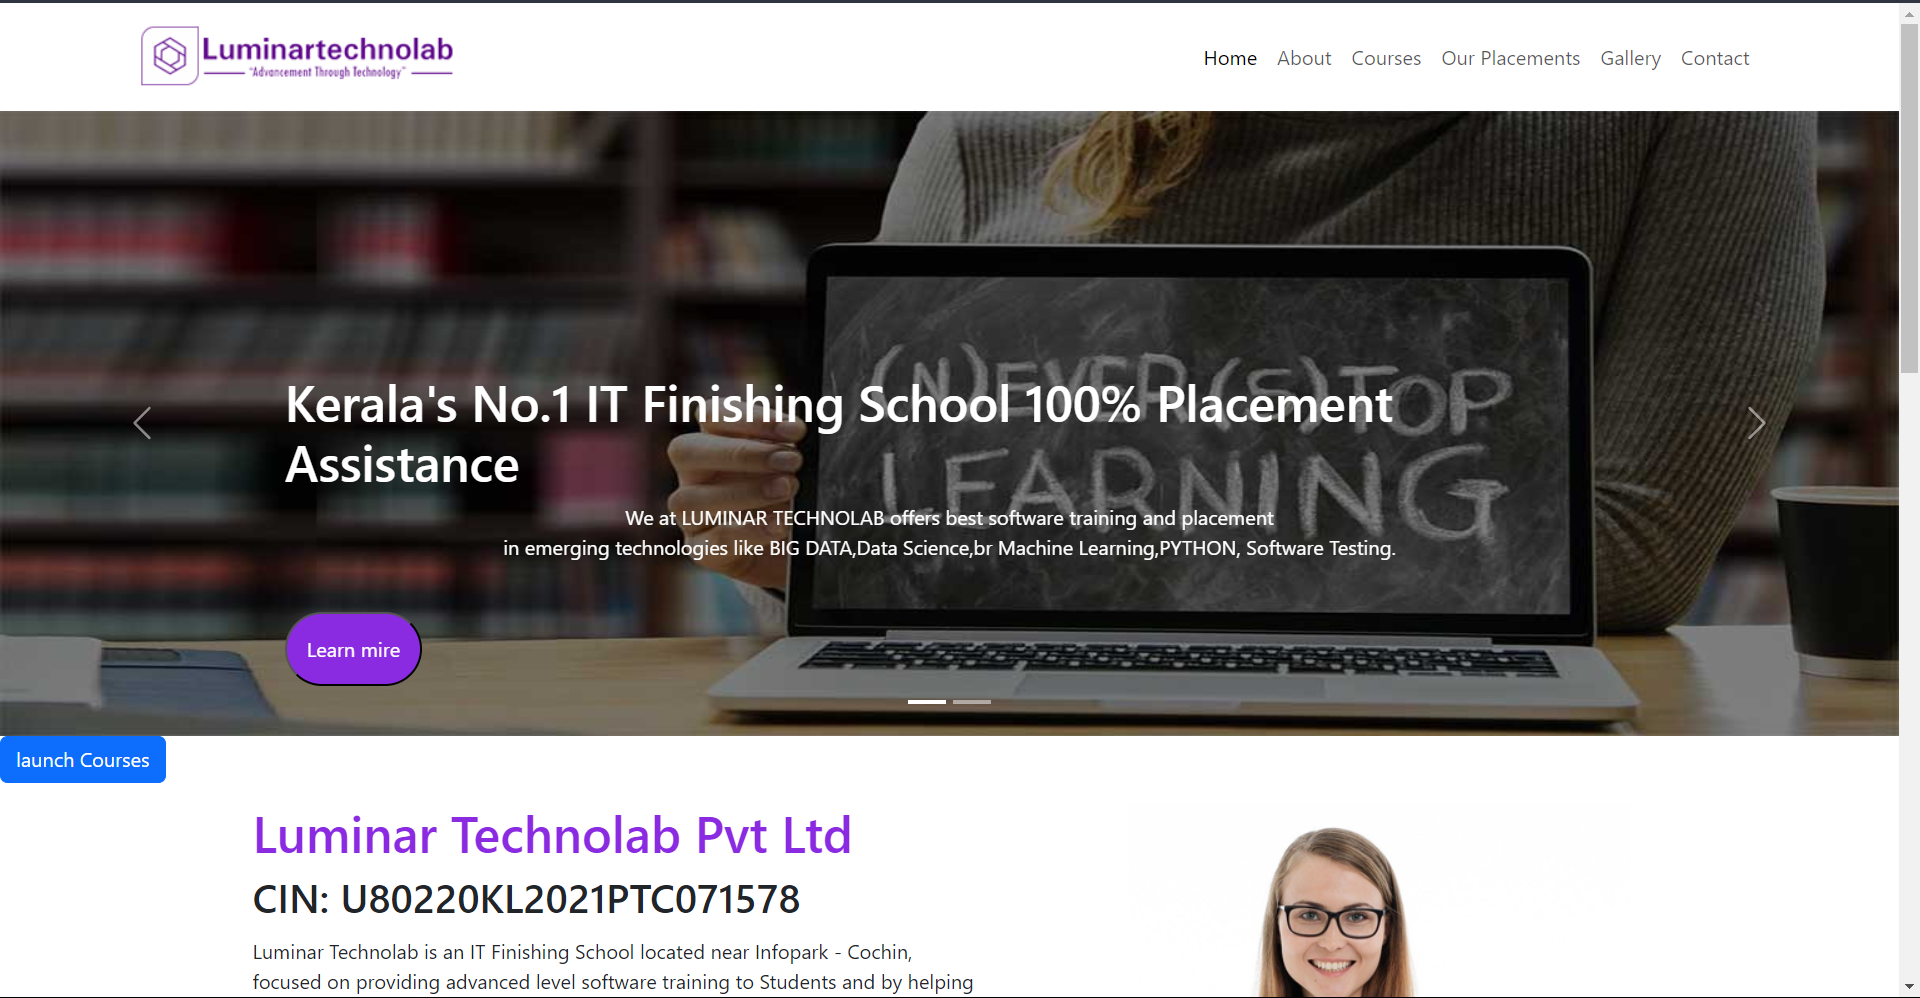 Luminartechnolab
"Advancement Through Technology"
Home About Courses Our Placements Gallery Contact
(N)EVER (S)TOP
LEARNING
Kerala's No.1 IT Finishing School 100% Placement
Assistance
We at LUMINAR TECHNOLAB offers best software training and placement
in emerging technologies like BIG DATA,Data Science,br Machine Learning,PYTHON, Software Testing.
Learn mire
launch Courses
Luminar Technolab Pvt Ltd
CIN: U80220KL2021PTC071578
Luminar Technolab is an IT Finishing School located near Infopark - Cochin,
focused on providing advanced level software training to Students and by helping